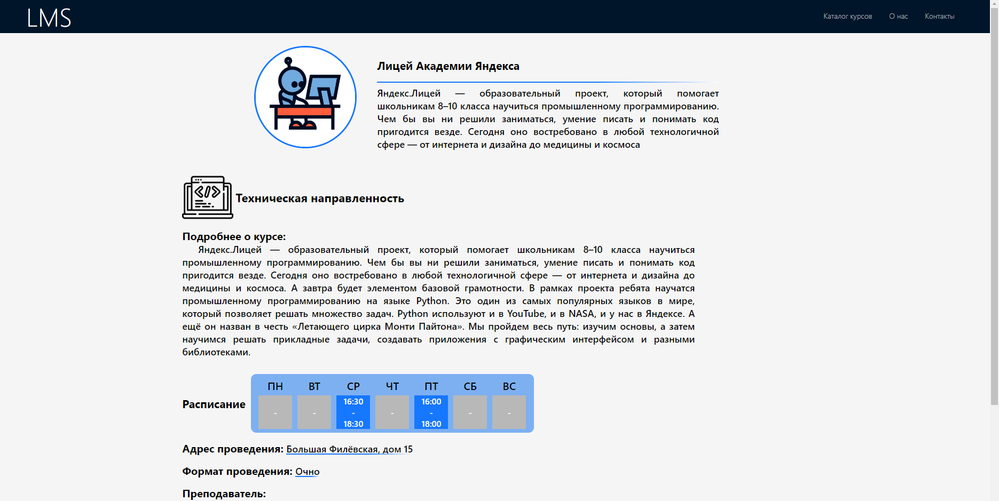 LMS
Каталог курсов О нас Контакты
Лицей Академии Яндекса
Яндекс.Лицей — образовательный проект, который помогает
школьникам 8–10 класса научиться промышленному программированию.
Чем бы вы ни решили заниматься, умение писать и понимать код
пригодится везде. Сегодня оно востребовано в любой технологичной
сфере — от интернета и дизайна до медицины и космоса
</>
Техническая направленность
Подробнее о курсе:
Яндекс.Лицей — образовательный проект, который помогает школьникам 8–10 класса научиться
промышленному программированию. Чем бы вы ни решили заниматься, умение писать и понимать код
пригодится везде. Сегодня оно востребовано в любой технологичной сфере — от интернета и дизайна до
медицины и космоса. А завтра будет элементом базовой грамотности. В рамках проекта ребята научатся
промышленному программированию на языке Python. Это один из самых популярных языков в мире,
который позволяет решать множество задач. Python используют и в YouTube, и в NASA, и у нас в Яндексе. А
ещё он назван в честь «Летающего цирка Монти Пайтона». Мы пройдем весь путь: изучим основы, а затем
научимся решать прикладные задачи, создавать приложения с графическим интерфейсом и разными
библиотеками.
Расписание
ПН ВТ СР ЧТ ПТ СБ ВС
16:30 16:00
- - - - - - -
18:30 18:00
Адрес проведения: Большая Филёвская, дом 15
Формат проведения: Очно
Преподаватель: